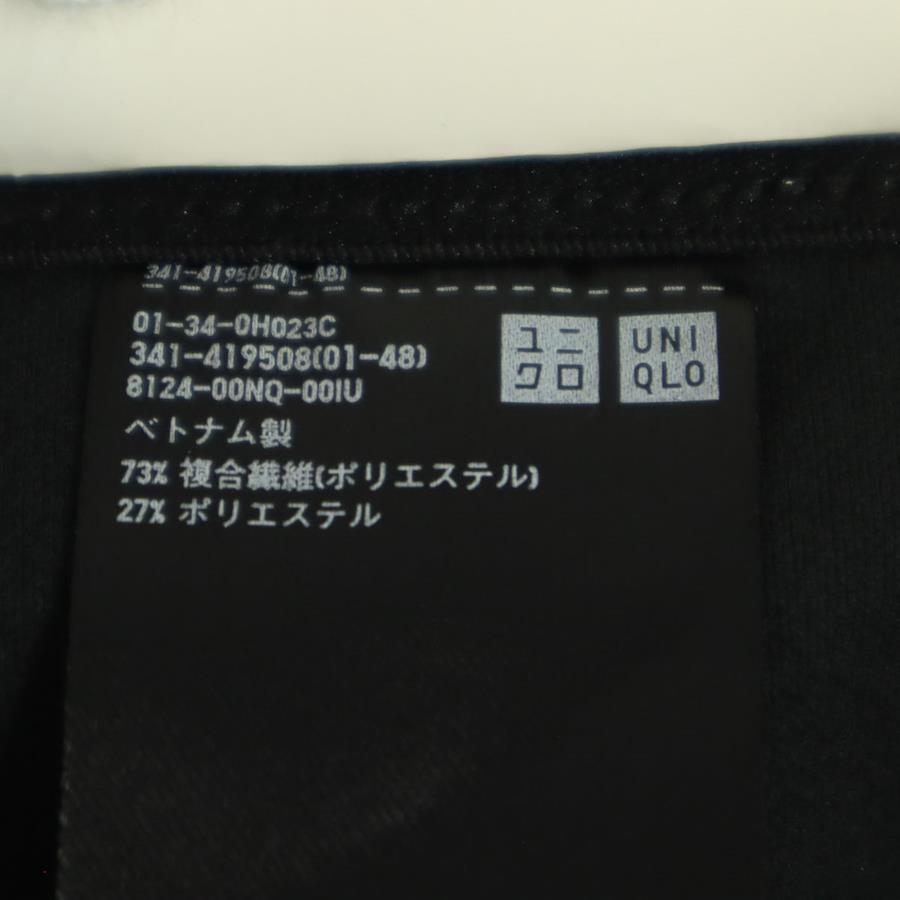 341-419508(01-48)
01-34-0H023C
341-419508(01-48)
8124-00NQ-00IU
ベトナム製
73% 複合繊維(ポリエステル)
27% ポリエステル
ユニ
クロ
UNI
QLO